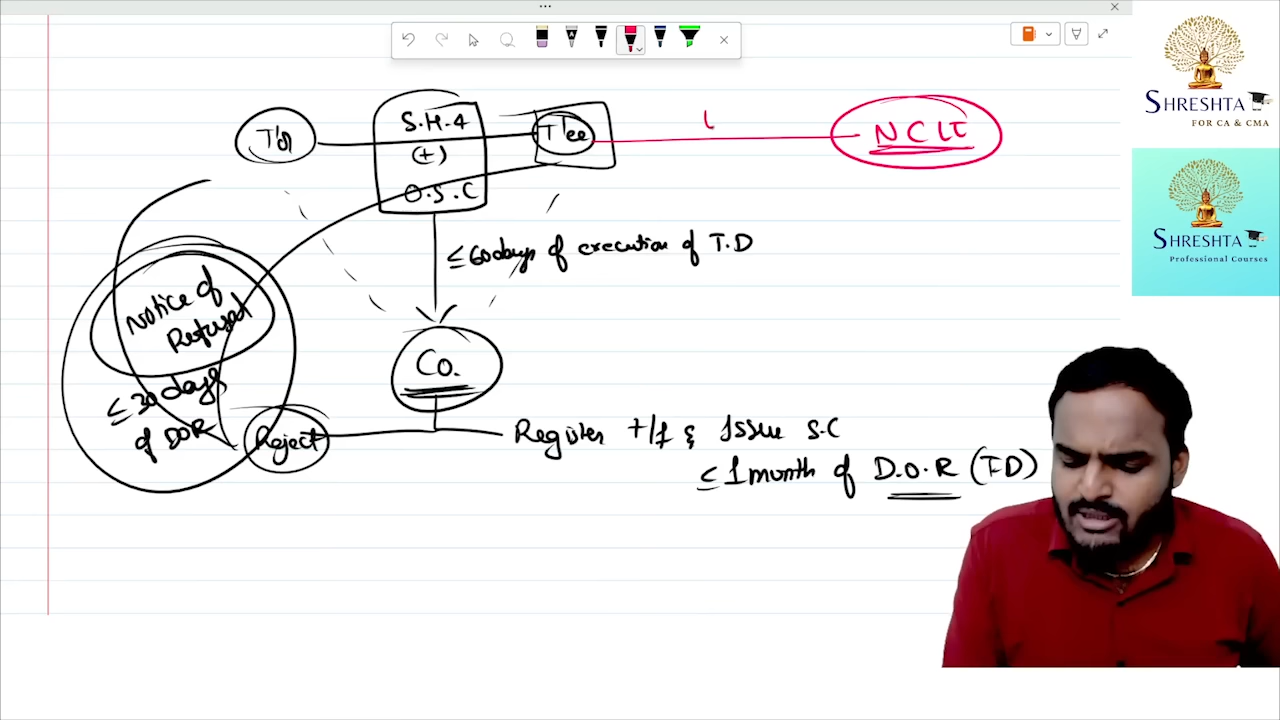 T'or
S.H-4
(+)
O.S.C
T'ee
NCLT
≤ 60 days of execution of T.D
Notice of
Refusal
≤ 30 days
of DOR
Co.
Reject
Register T/f & Issue S.C
≤ 1 month of D.O.R (T.D)
SHRESHTA
FOR CA & CMA
SHRESHTA
Professional Courses